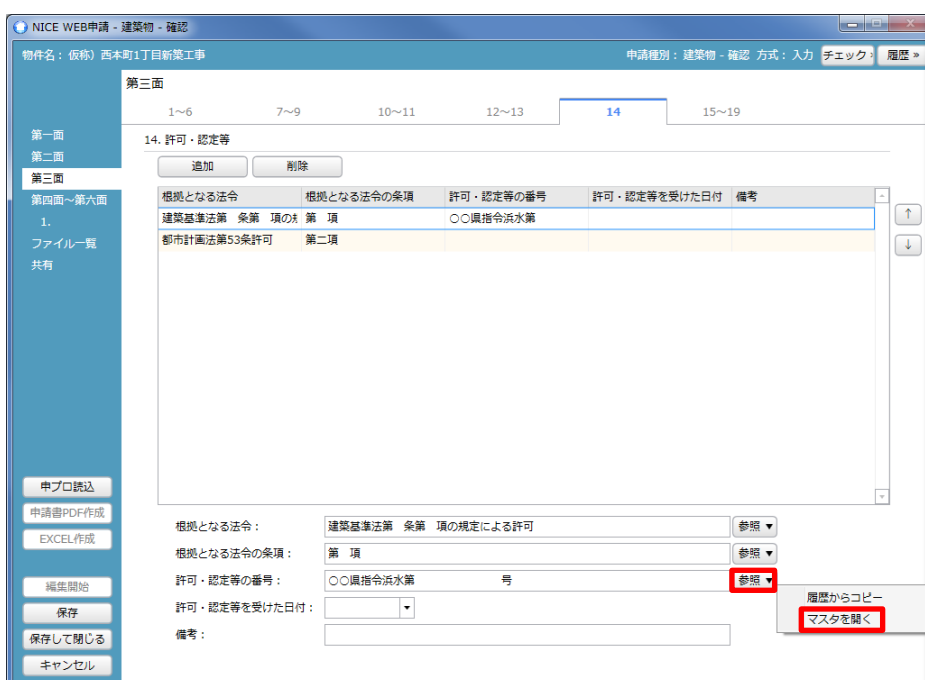 NICE WEB申請 - 建築物 - 確認
物件名： 仮称）西本町1丁目新築工事
申請種別： 建築物 - 確認 方式： 入力
チェック
履歴 »
第三面
1～6
7～9
10～11
12～13
14
15～19
第一面
第二面
第三面
第四面～第六面
1.
ファイル一覧
共有
14. 許可・認定等
追加
削除
根拠となる法令
根拠となる法令の条項
許可・認定等の番号
許可・認定等を受けた日付
備考
建築基準法第　条第　項の
第　項
○○県指令浜水第
都市計画法第53条許可
第二項
↑
↓
申プロ読込
申請書PDF作成
EXCEL作成
編集開始
保存
保存して閉じる
キャンセル
根拠となる法令：
建築基準法第　条第　項の規定による許可
参照 ▼
根拠となる法令の条項：
第　項
参照 ▼
許可・認定等の番号：
○○県指令浜水第　　　　　　　号
参照 ▼
許可・認定等を受けた日付：
備考：
履歴からコピー
マスタを開く